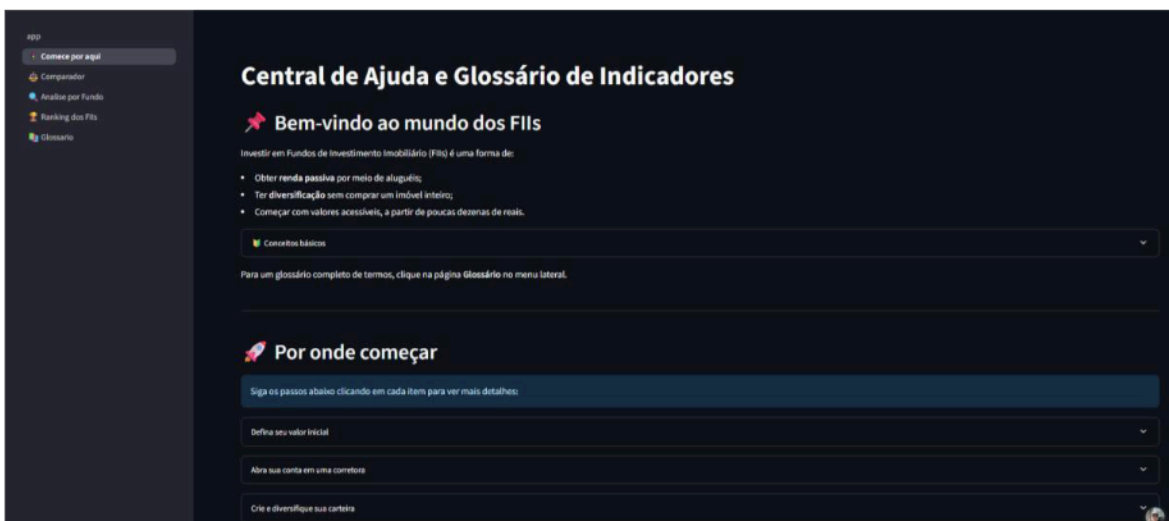 app
Comece por aqui
Comparador
Analise por Fundo
Ranking dos FIIs
Glossario
Central de Ajuda e Glossário de Indicadores
Bem-vindo ao mundo dos FIIs
Investir em Fundos de Investimento Imobiliário (FIIs) é uma forma de:
• Obter renda passiva por meio de aluguéis;
• Ter diversificação sem comprar um imóvel inteiro;
• Começar com valores acessíveis, a partir de poucas dezenas de reais.
Conceitos básicos
Para um glossário completo de termos, clique na página Glossário no menu lateral.
Por onde começar
Siga os passos abaixo clicando em cada item para ver mais detalhes:
Defina seu valor inicial
Abra sua conta em uma corretora
Crie e diversifique sua carteira